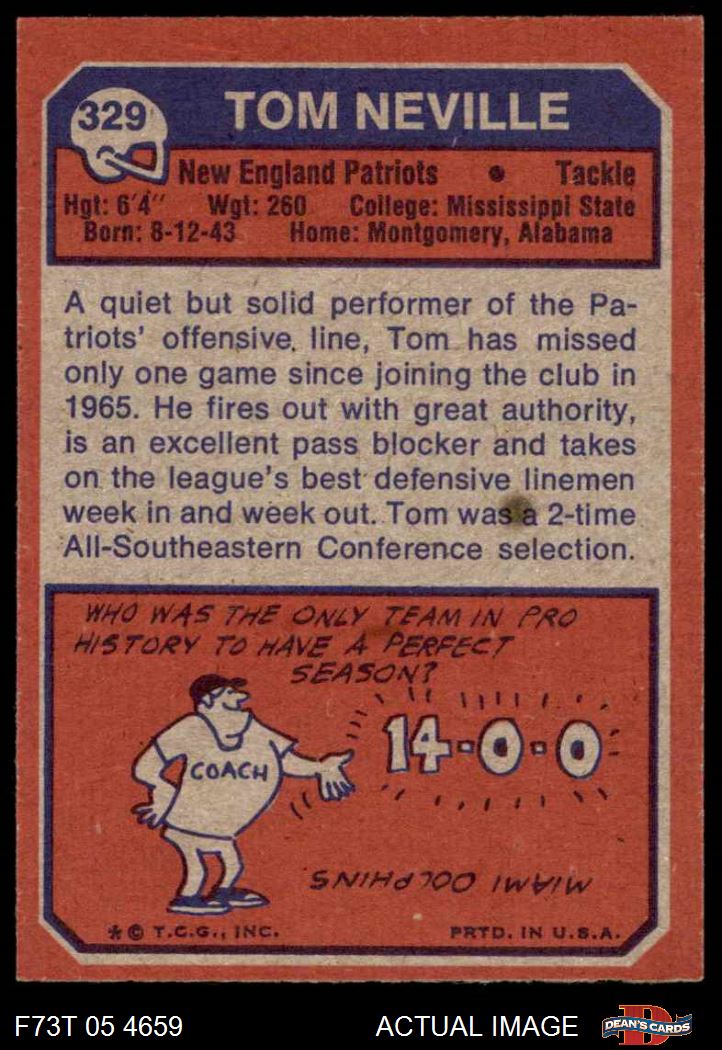 329
TOM NEVILLE
New England Patriots • Tackle
Hgt: 6'4" Wgt: 260 College: Mississippi State
Born: 8-12-43 Home: Montgomery, Alabama
A quiet but solid performer of the Pa-
triots' offensive line, Tom has missed
only one game since joining the club in
1965. He fires out with great authority,
is an excellent pass blocker and takes
on the league's best defensive linemen
week in and week out. Tom was a 2-time
All-Southeastern Conference selection.
WHO WAS THE ONLY TEAM IN PRO
HISTORY TO HAVE A PERFECT
SEASON?
14-0-0
COACH
MIAMI DOLPHINS
* © T.C.G., INC. PRTD. IN U.S.A.
F73T 05 4659 ACTUAL IMAGE D DEAN'S CARDS